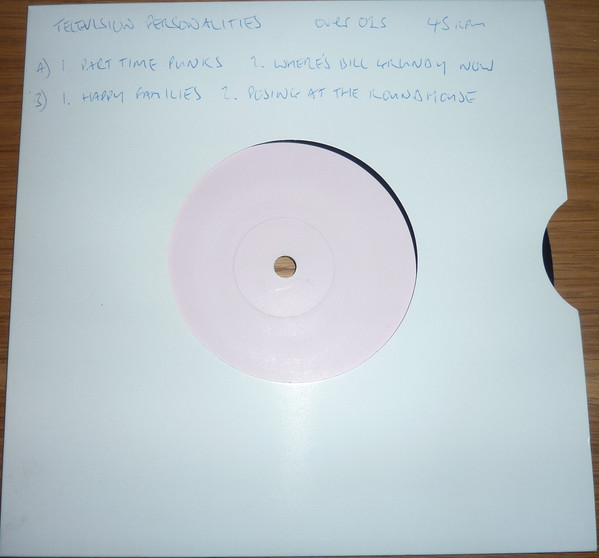 TELEVISION PERSONALITIES OVER 02S 45 RPM
A) 1. PART TIME PUNKS 2. WHERE'S BILL GRUNDY NOW
B) 1. HAPPY FAMILIES 2. POSING AT THE ROUNDHOUSE